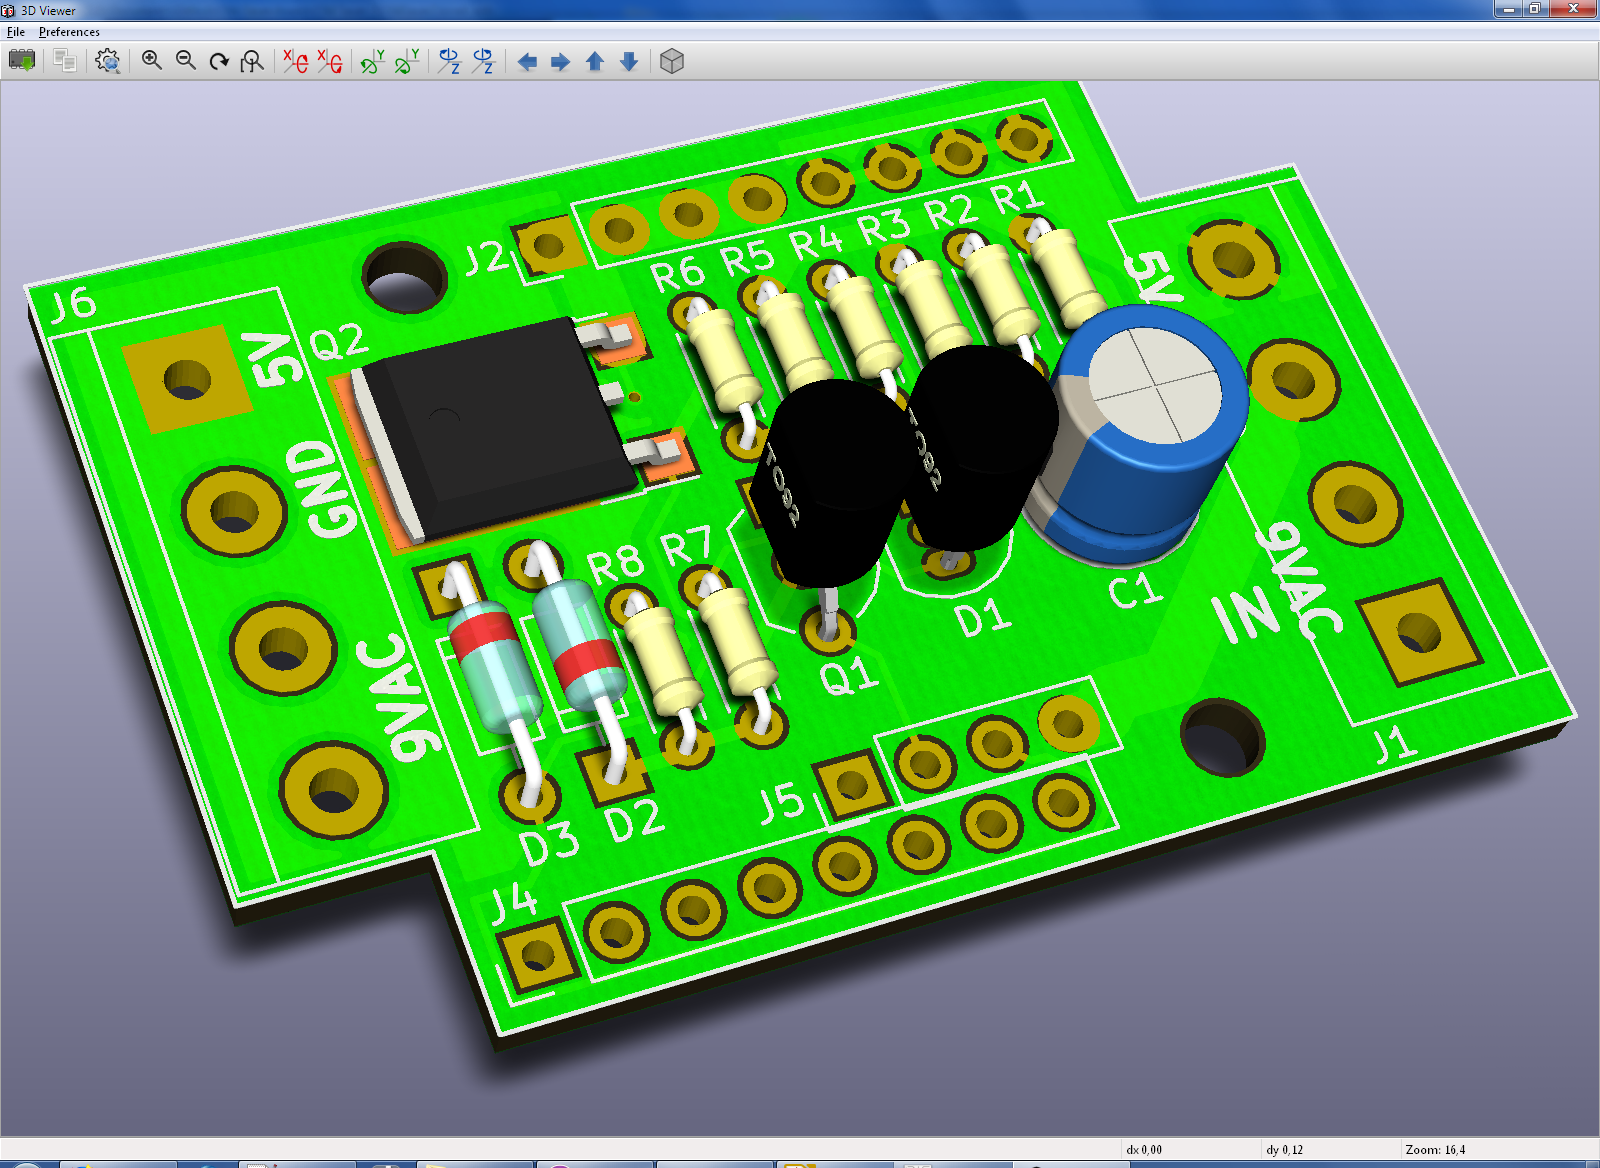 3D Viewer
File Preferences
J2
R6 R5 R4 R3 R2 R1
J6
5V
Q2
5V
GND
TO92
TO92
R8 R7
9VAC
D1
C1
9VAC
IN
Q1
J1
J5
D3 D2
J4
dx 0,00 dy 0,12 Zoom: 16,4